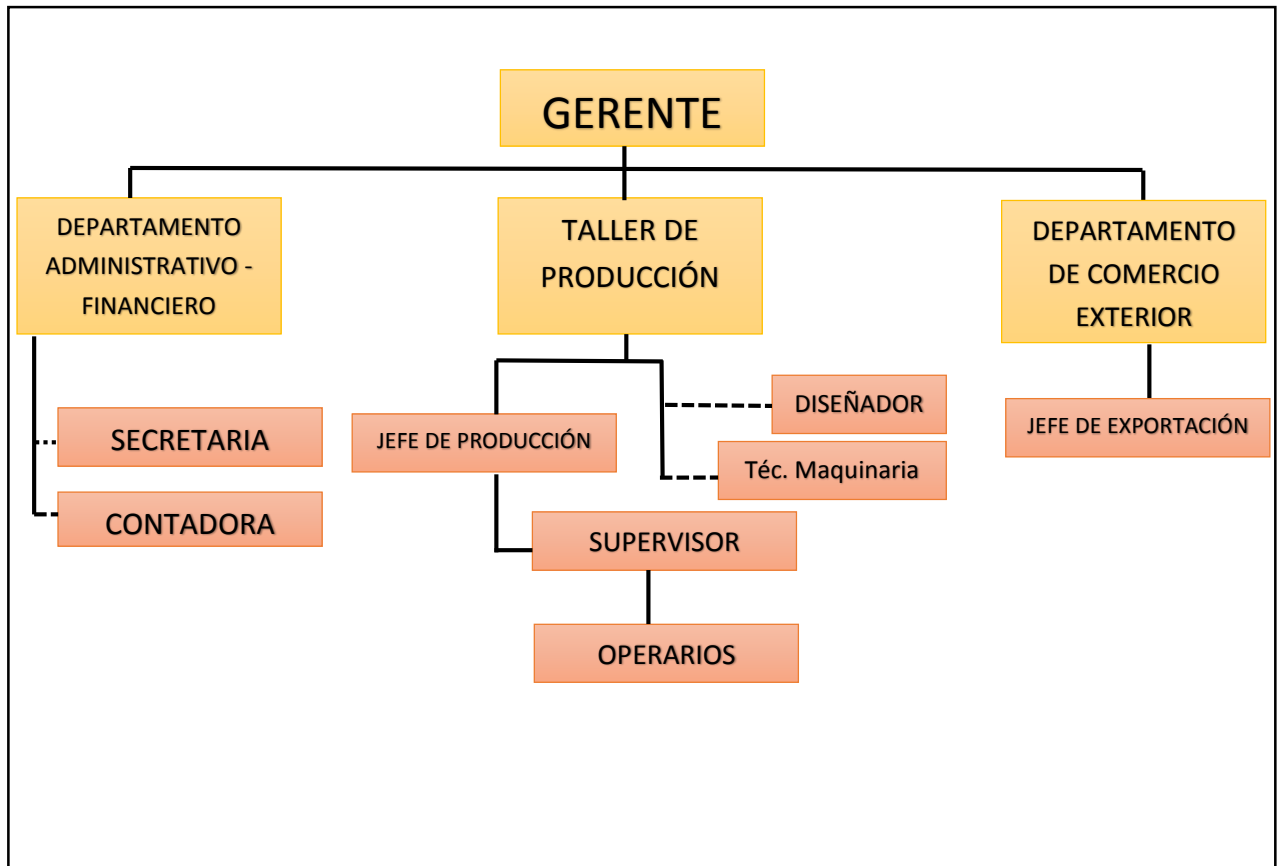 GERENTE
DEPARTAMENTO
ADMINISTRATIVO -
FINANCIERO
TALLER DE
PRODUCCIÓN
DEPARTAMENTO
DE COMERCIO
EXTERIOR
SECRETARIA
CONTADORA
JEFE DE PRODUCCIÓN
DISEÑADOR
Téc. Maquinaria
SUPERVISOR
OPERARIOS
JEFE DE EXPORTACIÓN